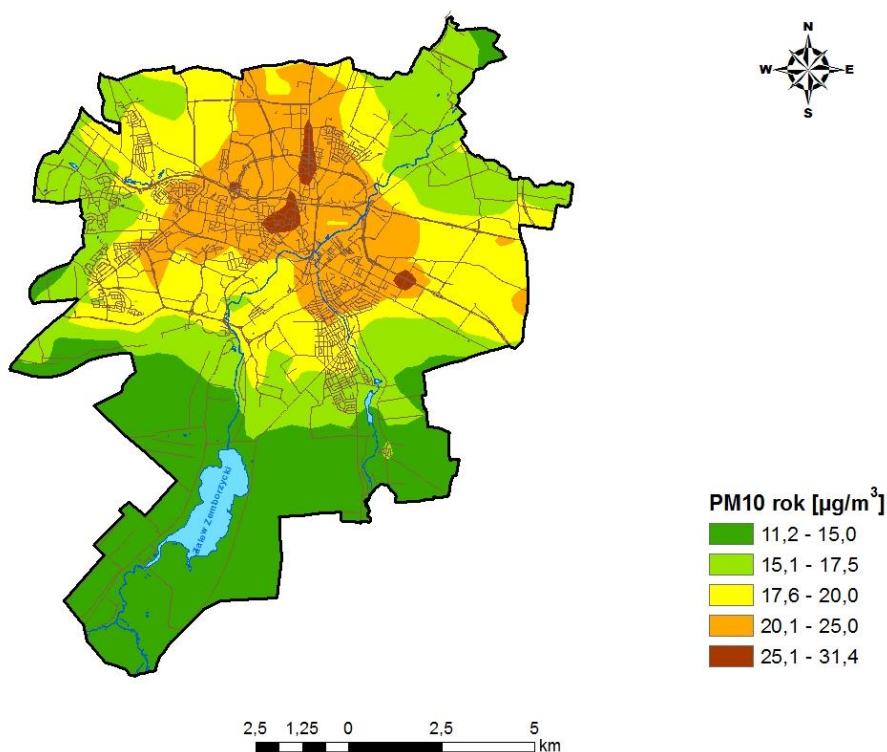 N
W E
S
Zalew Zemborzycki
PM10 rok [µg/m³]
11,2 - 15,0
15,1 - 17,5
17,6 - 20,0
20,1 - 25,0
25,1 - 31,4
2,5 1,25 0 2,5 5
km